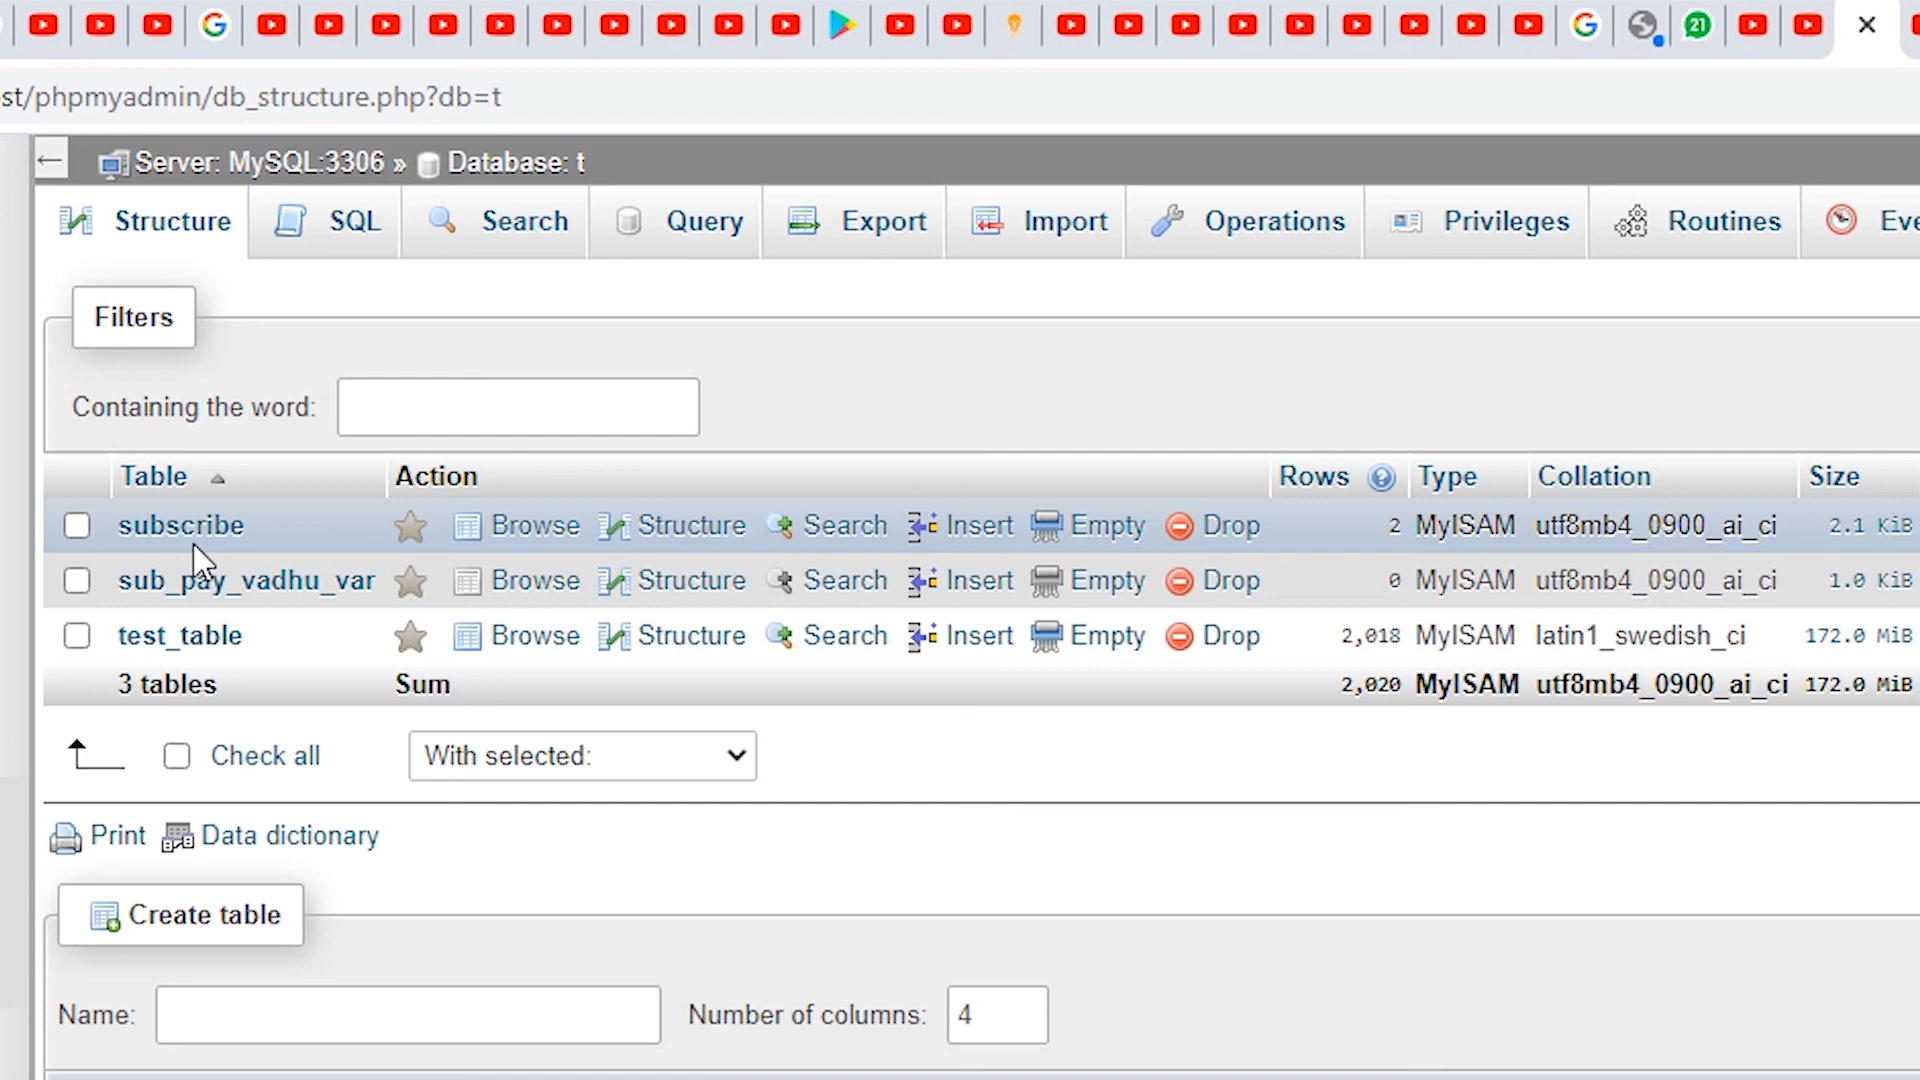 21
st/phpmyadmin/db_structure.php?db=t
← Server: MySQL:3306 » Database: t
Structure SQL Search Query Export Import Operations Privileges Routines Eve
Filters
Containing the word:
Table Action Rows Type Collation Size
subscribe Browse Structure Search Insert Empty Drop 2 MyISAM utf8mb4_0900_ai_ci 2.1 KiB
sub_pay_vadhu_var Browse Structure Search Insert Empty Drop 0 MyISAM utf8mb4_0900_ai_ci 1.0 KiB
test_table Browse Structure Search Insert Empty Drop 2,018 MyISAM latin1_swedish_ci 172.0 MiB
3 tables Sum 2,020 MyISAM utf8mb4_0900_ai_ci 172.0 MiB
Check all With selected:
Print Data dictionary
Create table
Name: Number of columns: 4